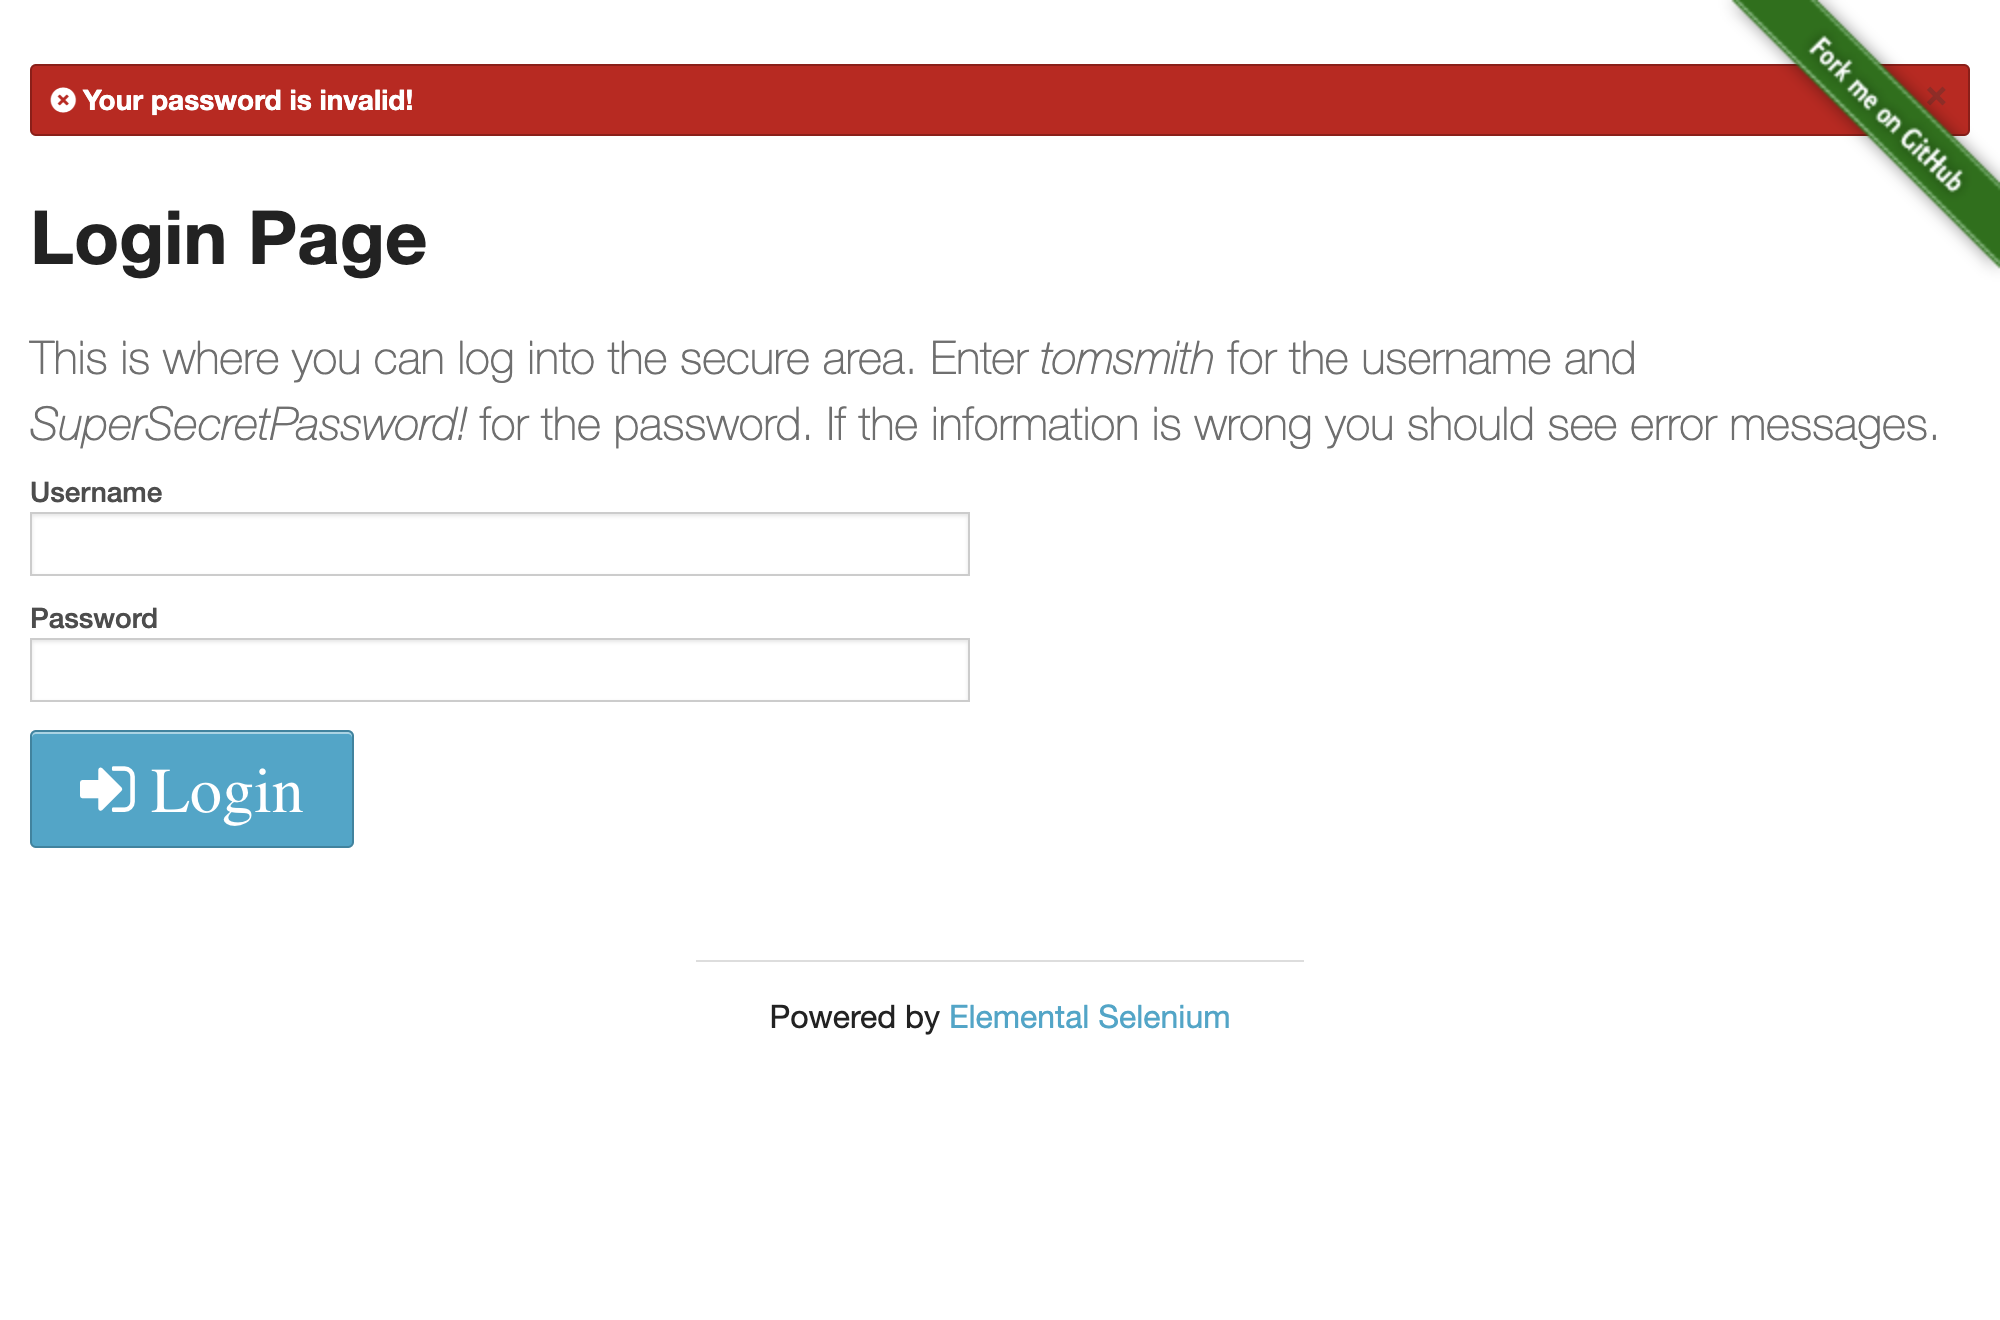 Fork me on GitHub
Your password is invalid!
×
Login Page
This is where you can log into the secure area. Enter tomsmith for the username and
SuperSecretPassword! for the password. If the information is wrong you should see error messages.
Username
Password
Login
Powered by Elemental Selenium